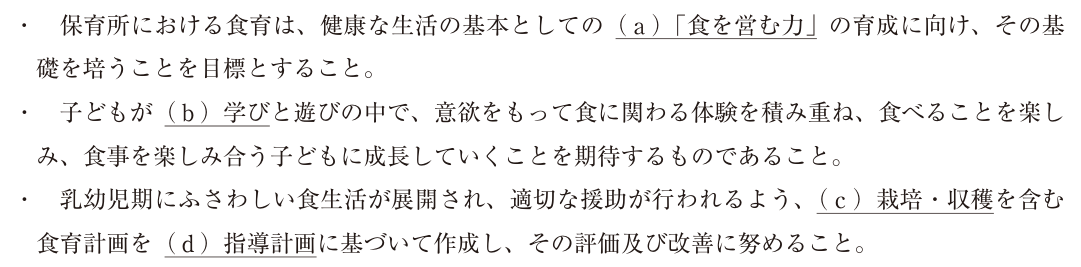 ・　保育所における食育は、健康な生活の基本としての（a）「食を営む力」の育成に向け、その基
礎を培うことを目標とすること。
・　子どもが（b）学びと遊びの中で、意欲をもって食に関わる体験を積み重ね、食べることを楽し
み、食事を楽しみ合う子どもに成長していくことを期待するものであること。
・　乳幼児期にふさわしい食生活が展開され、適切な援助が行われるよう、（c）栽培・収穫を含む
食育計画を（d）指導計画に基づいて作成し、その評価及び改善に努めること。